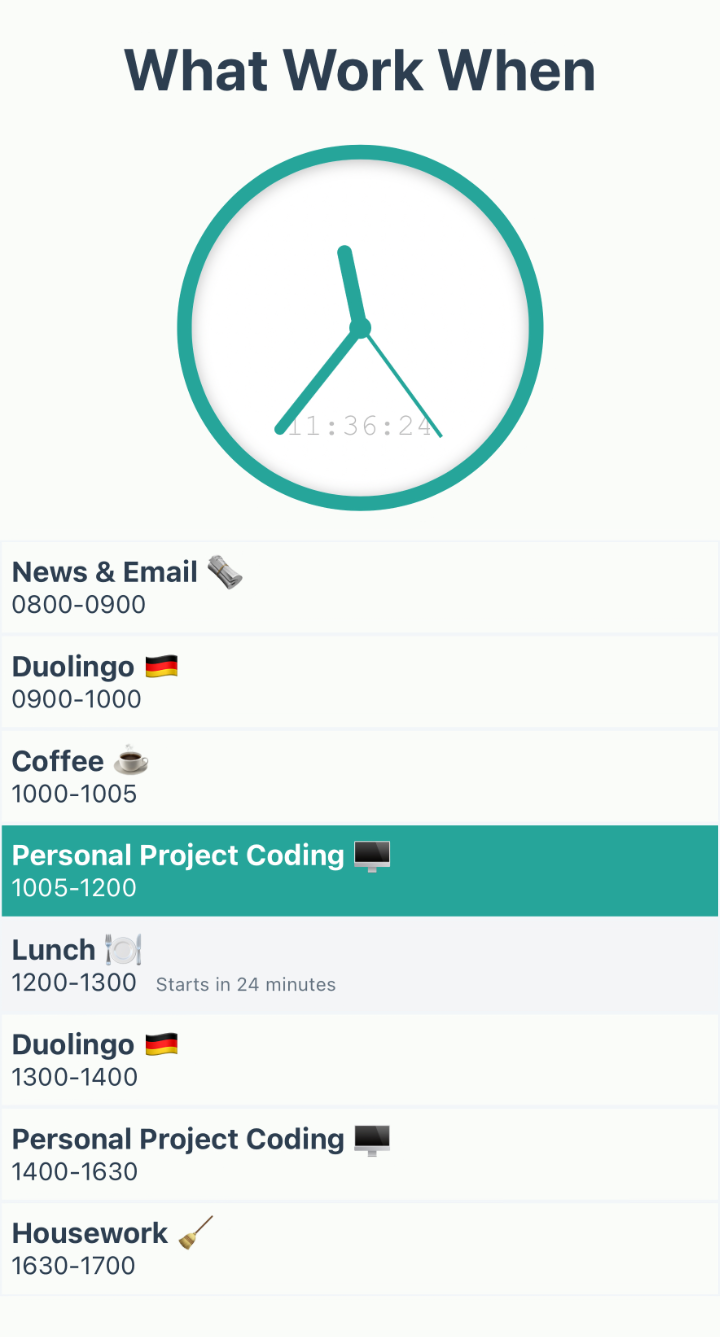 What Work When
11:36:24
News & Email 🗞️
0800-0900
Duolingo 🇩🇪
0900-1000
Coffee ☕
1000-1005
Personal Project Coding 🖥️
1005-1200
Lunch 🍽️
1200-1300 Starts in 24 minutes
Duolingo 🇩🇪
1300-1400
Personal Project Coding 🖥️
1400-1630
Housework 🧹
1630-1700